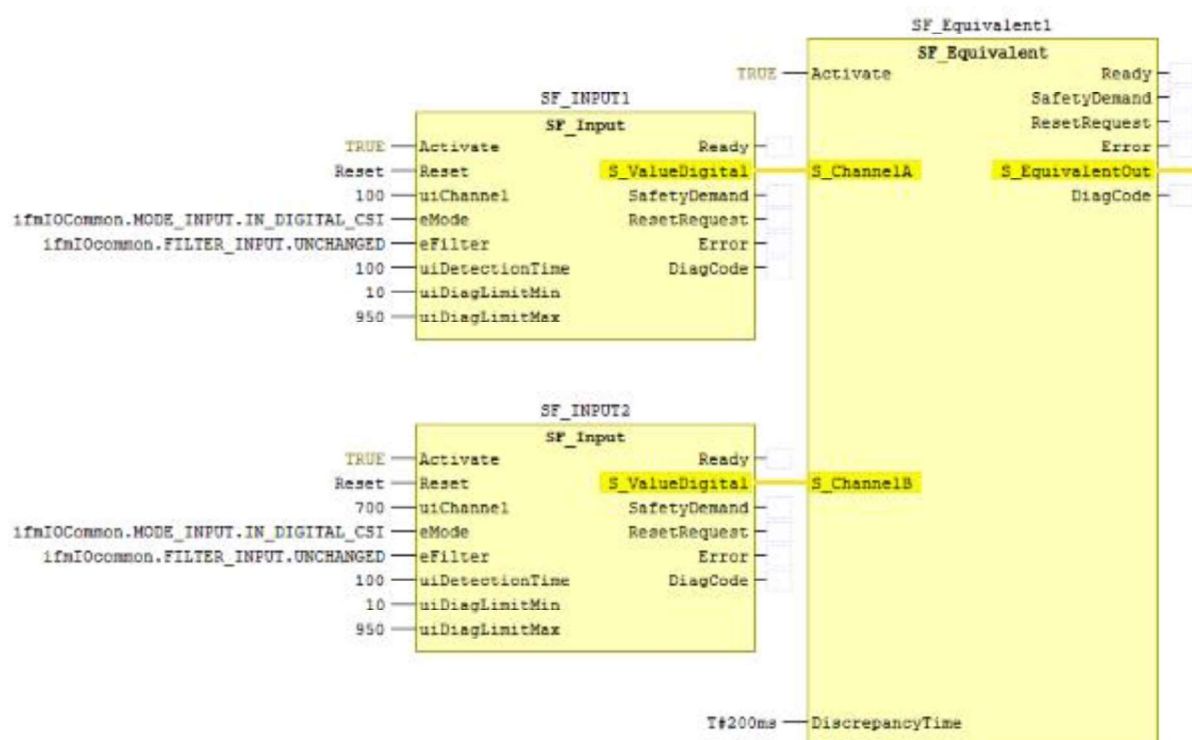 SF_Equivalent1
SF_Equivalent
TRUE Activate Ready
SafetyDemand
ResetRequest
Error
S_ChannelA S_EquivalentOut
DiagCode
SF_INPUT1
SF_Input
TRUE Activate Ready
Reset Reset S_ValueDigital
100 uiChannel SafetyDemand
ifmIOCommon.MODE_INPUT.IN_DIGITAL_CSI eMode ResetRequest
ifmIOcommon.FILTER_INPUT.UNCHANGED eFilter Error
100 uiDetectionTime DiagCode
10 uiDiagLimitMin
950 uiDiagLimitMax
SF_INPUT2
SF_Input
TRUE Activate Ready
Reset Reset S_ValueDigital S_ChannelB
700 uiChannel SafetyDemand
ifmIOCommon.MODE_INPUT.IN_DIGITAL_CSI eMode ResetRequest
ifmIOcommon.FILTER_INPUT.UNCHANGED eFilter Error
100 uiDetectionTime DiagCode
10 uiDiagLimitMin
950 uiDiagLimitMax
T#200ms DiscrepancyTime